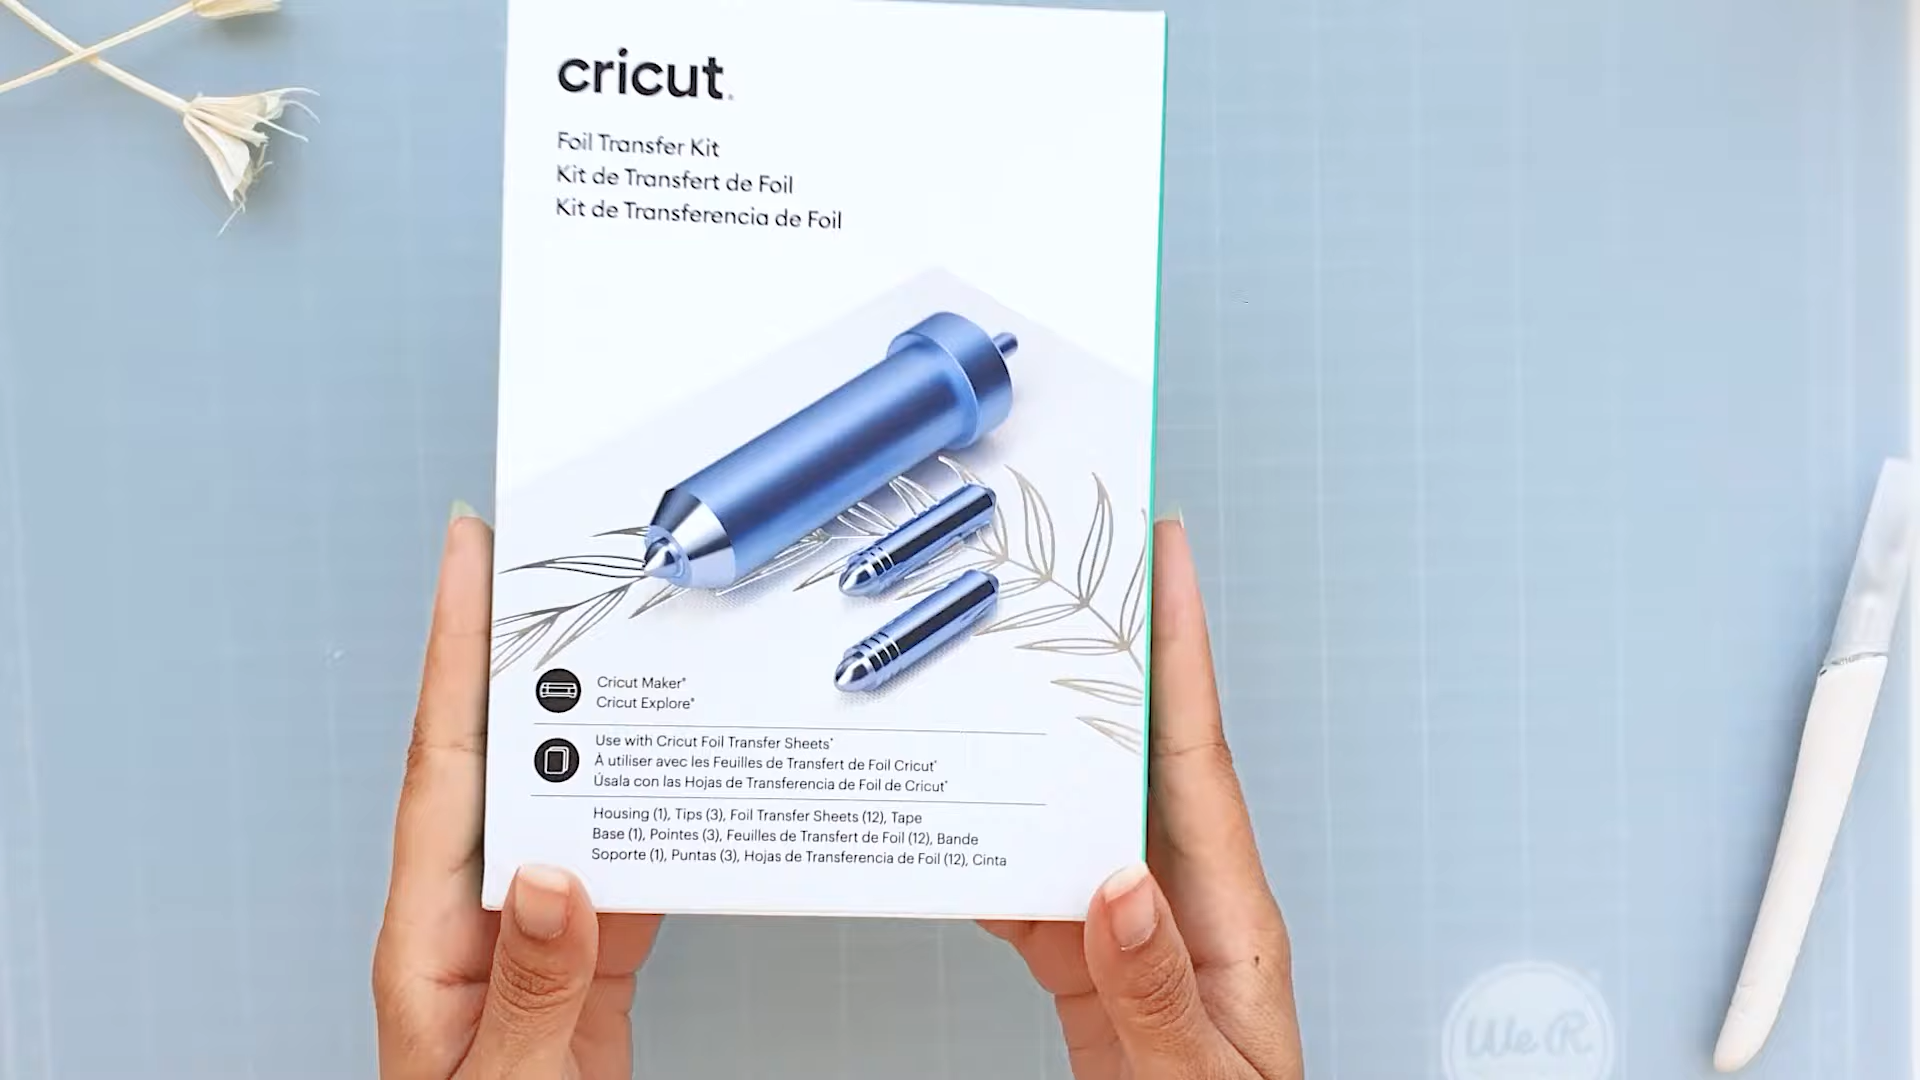 cricut
Foil Transfer Kit
Kit de Transfert de Foil
Kit de Transferencia de Foil
Cricut Maker®
Cricut Explore®
Use with Cricut Foil Transfer Sheets*
À utiliser avec les Feuilles de Transfert de Foil Cricut*
Úsala con las Hojas de Transferencia de Foil de Cricut*
Housing (1), Tips (3), Foil Transfer Sheets (12), Tape
Base (1), Pointes (3), Feuilles de Transfert de Foil (12), Bande
Soporte (1), Puntas (3), Hojas de Transferencia de Foil (12), Cinta
We R